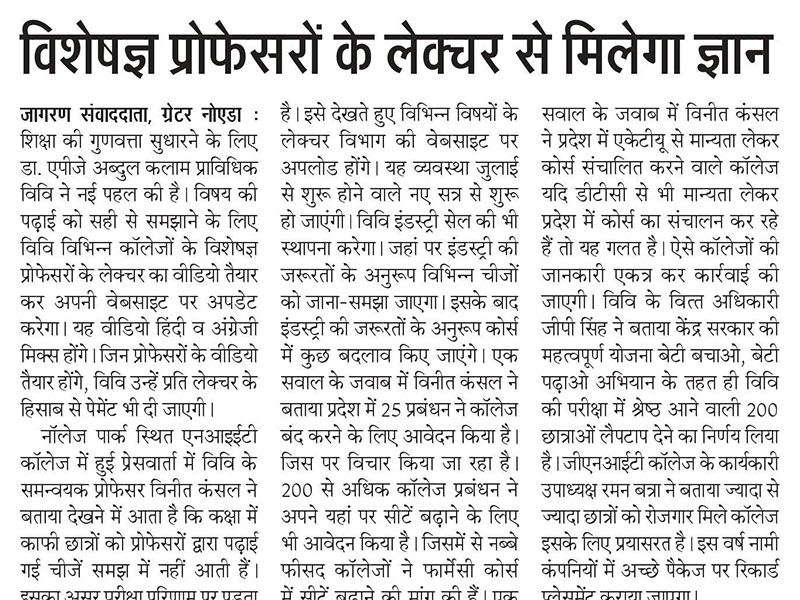 विशेषज्ञ प्रोफेसरों के लेक्चर से मिलेगा ज्ञान
जागरण संवाददाता, ग्रेटर नोएडा :
शिक्षा की गुणवत्ता सुधारने के लिए
डा. एपीजे अब्दुल कलाम प्राविधिक
विवि ने नई पहल की है। विषय की
पढ़ाई को सही से समझाने के लिए
विवि विभिन्न कॉलेजों के विशेषज्ञ
प्रोफेसरों के लेक्चर का वीडियो तैयार
कर अपनी वेबसाइट पर अपडेट
करेगा। यह वीडियो हिंदी व अंग्रेजी
मिक्स होंगे। जिन प्रोफेसरों के वीडियो
तैयार होंगे, विवि उन्हें प्रति लेक्चर के
हिसाब से पेमेंट भी दी जाएगी।
नॉलेज पार्क स्थित एनआइईटी
कॉलेज में हुई प्रेसवार्ता में विवि के
समन्वयक प्रोफेसर विनीत कंसल ने
बताया देखने में आता है कि कक्षा में
काफी छात्रों को प्रोफेसरों द्वारा पढ़ाई
गई चीजें समझ में नहीं आती हैं।
इसका असर परीक्षा परिणाम पर पड़ता
है। इसे देखते हुए विभिन्न विषयों के
लेक्चर विभाग की वेबसाइट पर
अपलोड होंगे। यह व्यवस्था जुलाई
से शुरू होने वाले नए सत्र से शुरू
हो जाएंगी। विवि इंडस्ट्री सेल की भी
स्थापना करेगा। जहां पर इंडस्ट्री की
जरूरतों के अनुरूप विभिन्न चीजों
को जाना-समझा जाएगा। इसके बाद
इंडस्ट्री की जरूरतों के अनुरूप कोर्स
में कुछ बदलाव किए जाएंगे। एक
सवाल के जवाब में विनीत कंसल ने
बताया प्रदेश में 25 प्रबंधन ने कॉलेज
बंद करने के लिए आवेदन किया है।
जिस पर विचार किया जा रहा है।
200 से अधिक कॉलेज प्रबंधन ने
अपने यहां पर सीटें बढ़ाने के लिए
भी आवेदन किया है। जिसमें से नब्बे
फीसद कॉलेजों ने फार्मेसी कोर्स
में सीटें बढ़ाने की मांग की हैं। एक
सवाल के जवाब में विनीत कंसल
ने प्रदेश में एकेटीयू से मान्यता लेकर
कोर्स संचालित करने वाले कॉलेज
यदि डीटीसी से भी मान्यता लेकर
प्रदेश में कोर्स का संचालन कर रहे
हैं तो यह गलत है। ऐसे कॉलेजों की
जानकारी एकत्र कर कार्रवाई की
जाएगी। विवि के वित्त अधिकारी
जीपी सिंह ने बताया केंद्र सरकार की
महत्वपूर्ण योजना बेटी बचाओ, बेटी
पढ़ाओ अभियान के तहत ही विवि
की परीक्षा में श्रेष्ठ आने वाली 200
छात्राओं लैपटाप देने का निर्णय लिया
है। जीएनआईटी कॉलेज के कार्यकारी
उपाध्यक्ष रमन बत्रा ने बताया ज्यादा से
ज्यादा छात्रों को रोजगार मिले कॉलेज
इसके लिए प्रयासरत है। इस वर्ष नामी
कंपनियों में अच्छे पैकेज पर रिकार्ड
प्लेसमेंट कराया जाएगा।